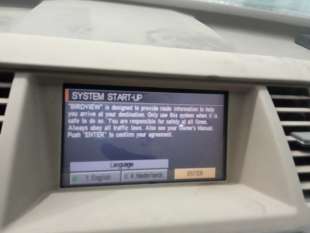 SYSTEM START-UP
"BIRDVIEW" is designed to provide route information to help
you arrive at your destination. Only use this system when it is
safe to do so. You are responsible for safety at all times.
Always obey all traffic laws. Also see your Owner's Manual.
Push "ENTER" to confirm your agreement.
Language
English
Nederlands
ENTER